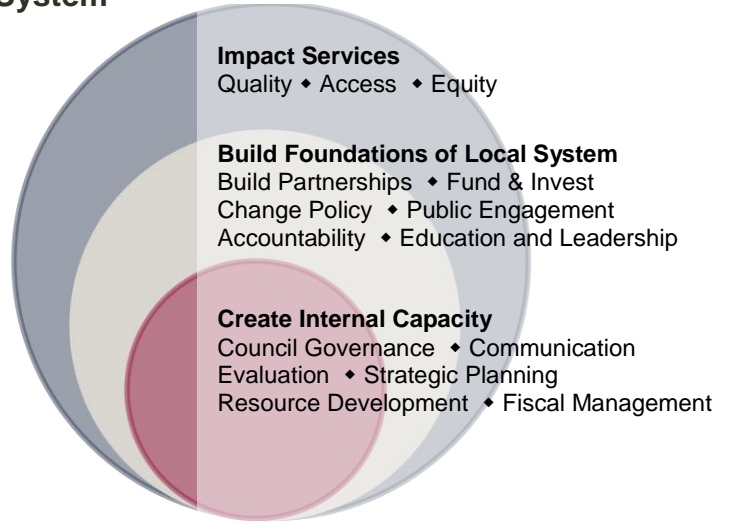 System
Impact Services
Quality ◆ Access ◆ Equity
Build Foundations of Local System
Build Partnerships ◆ Fund & Invest
Change Policy ◆ Public Engagement
Accountability ◆ Education and Leadership
Create Internal Capacity
Council Governance ◆ Communication
Evaluation ◆ Strategic Planning
Resource Development ◆ Fiscal Management